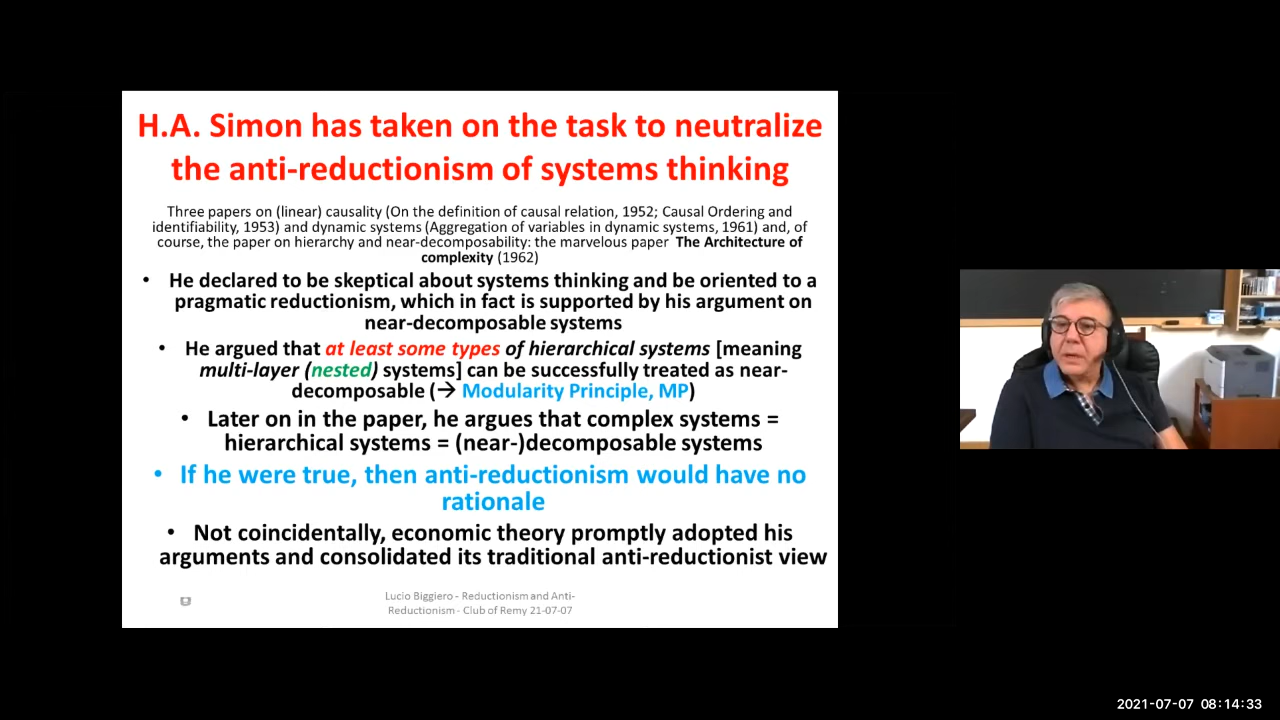 H.A. Simon has taken on the task to neutralize
the anti-reductionism of systems thinking
Three papers on (linear) causality (On the definition of causal relation, 1952; Causal Ordering and
identifiability, 1953) and dynamic systems (Aggregation of variables in dynamic systems, 1961) and, of
course, the paper on hierarchy and near-decomposability: the marvelous paper The Architecture of
complexity (1962)
• He declared to be skeptical about systems thinking and be oriented to a
pragmatic reductionism, which in fact is supported by his argument on
near-decomposable systems
• He argued that at least some types of hierarchical systems [meaning
multi-layer (nested) systems] can be successfully treated as near-
decomposable (→ Modularity Principle, MP)
• Later on in the paper, he argues that complex systems =
hierarchical systems = (near-)decomposable systems
• If he were true, then anti-reductionism would have no
rationale
• Not coincidentally, economic theory promptly adopted his
arguments and consolidated its traditional anti-reductionist view
Lucio Biggiero - Reductionism and Anti-
Reductionism - Club of Remy 21-07-07
2021-07-07 08:14:33